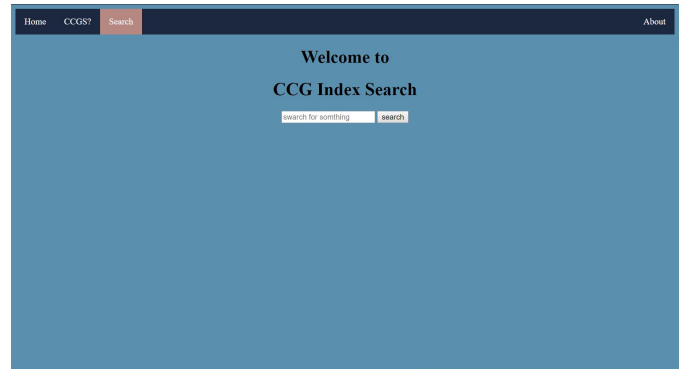 Home CCGS? Search About
Welcome to
CCG Index Search
swarch for somthing search